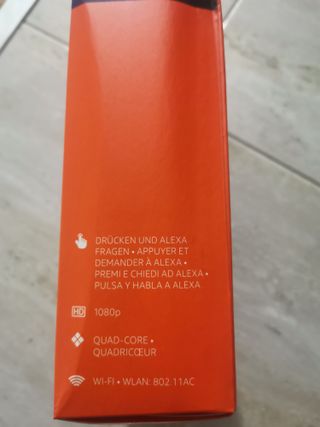 DRÜCKEN UND ALEXA
FRAGEN • APPUYER ET
DEMANDER À ALEXA •
PREMI E CHIEDI AD ALEXA •
PULSA Y HABLA A ALEXA
HD 1080p
QUAD-CORE •
QUADRICŒUR
WI-FI • WLAN: 802.11AC